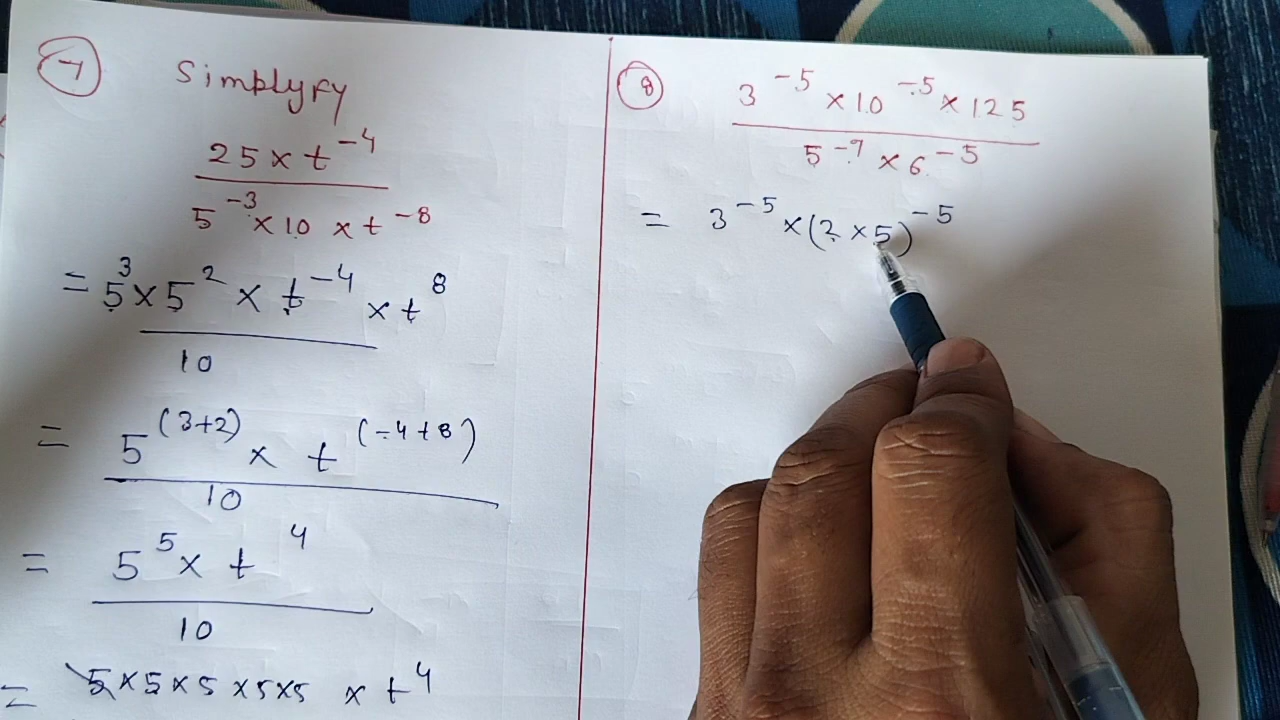 7 Simplyfy
25 x t^-4
5^-3 x 10 x t^-8
= 5^3 x 5^2 x t^-4 x t^8
10
= 5^(3+2) x t^(-4+8)
10
= 5^5 x t^4
10
= 5 x 5 x 5 x 5 x 5 x t^4
8 3^-5 x 10^-5 x 125
5^-7 x 6^-5
= 3^-5 x (2 x 5)^-5